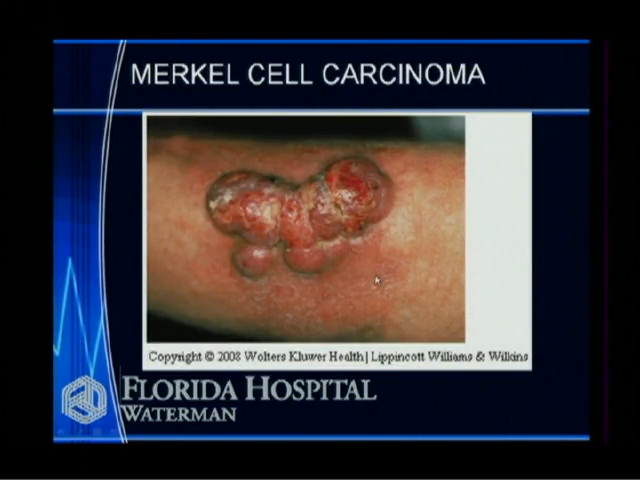 MERKEL CELL CARCINOMA
Copyright © 2008 Wolters Kluwer Health | Lippincott Williams & Wilkins
FLORIDA HOSPITAL
WATERMAN